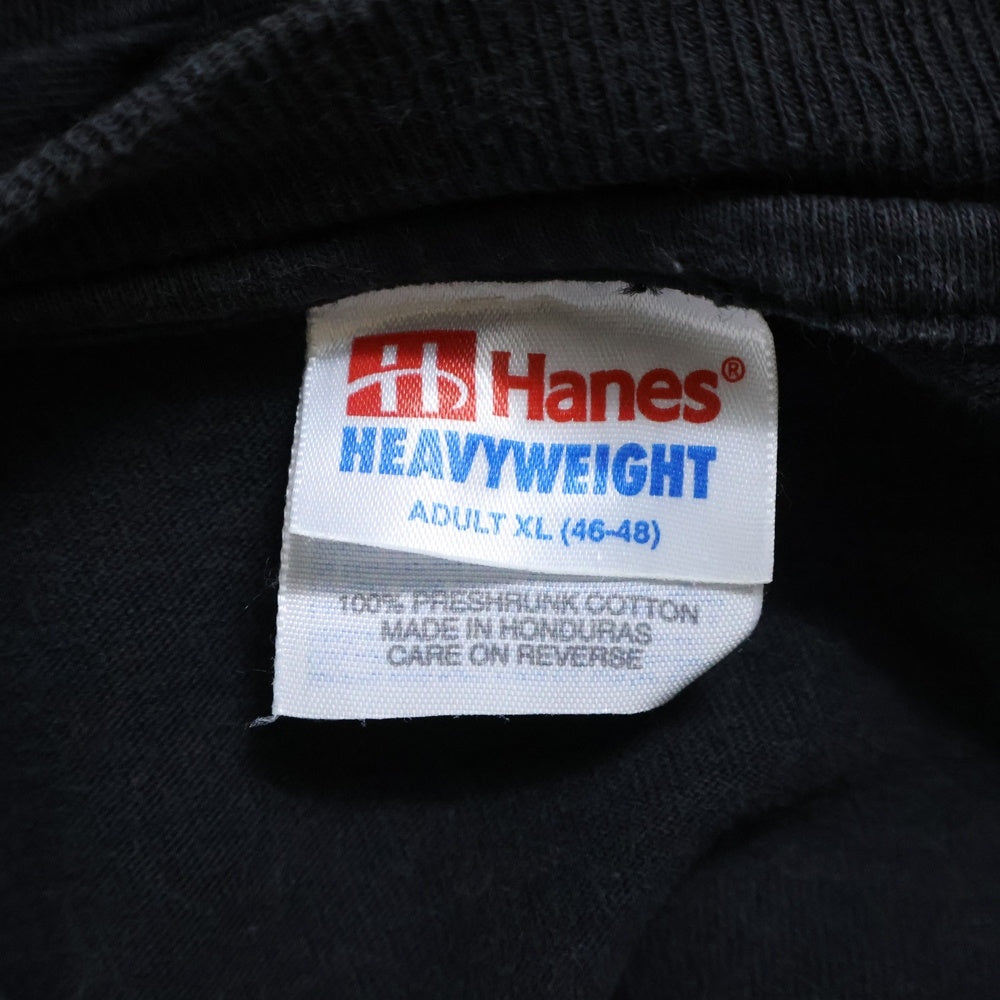 H Hanes®
HEAVYWEIGHT
ADULT XL (46-48)
100% PRESHRUNK COTTON
MADE IN HONDURAS
CARE ON REVERSE